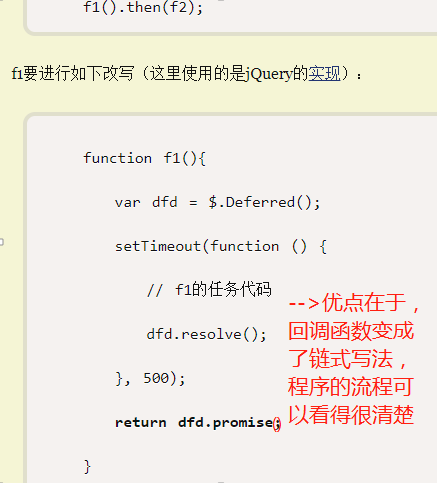 f1().then(f2);
f1要进行如下改写（这里使用的是jQuery的实现）：
function f1(){
var dfd = $.Deferred();
setTimeout(function () {
// f1的任务代码
dfd.resolve();
}, 500);
return dfd.promise;
}
-->优点在于，
回调函数变成
了链式写法，
程序的流程可
以看得很清楚